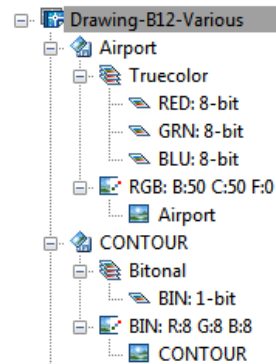 Drawing-B12-Various
Airport
Truecolor
RED: 8-bit
GRN: 8-bit
BLU: 8-bit
RGB: B:50 C:50 F:0
Airport
CONTOUR
Bitonal
BIN: 1-bit
BIN: R:8 G:8 B:8
CONTOUR